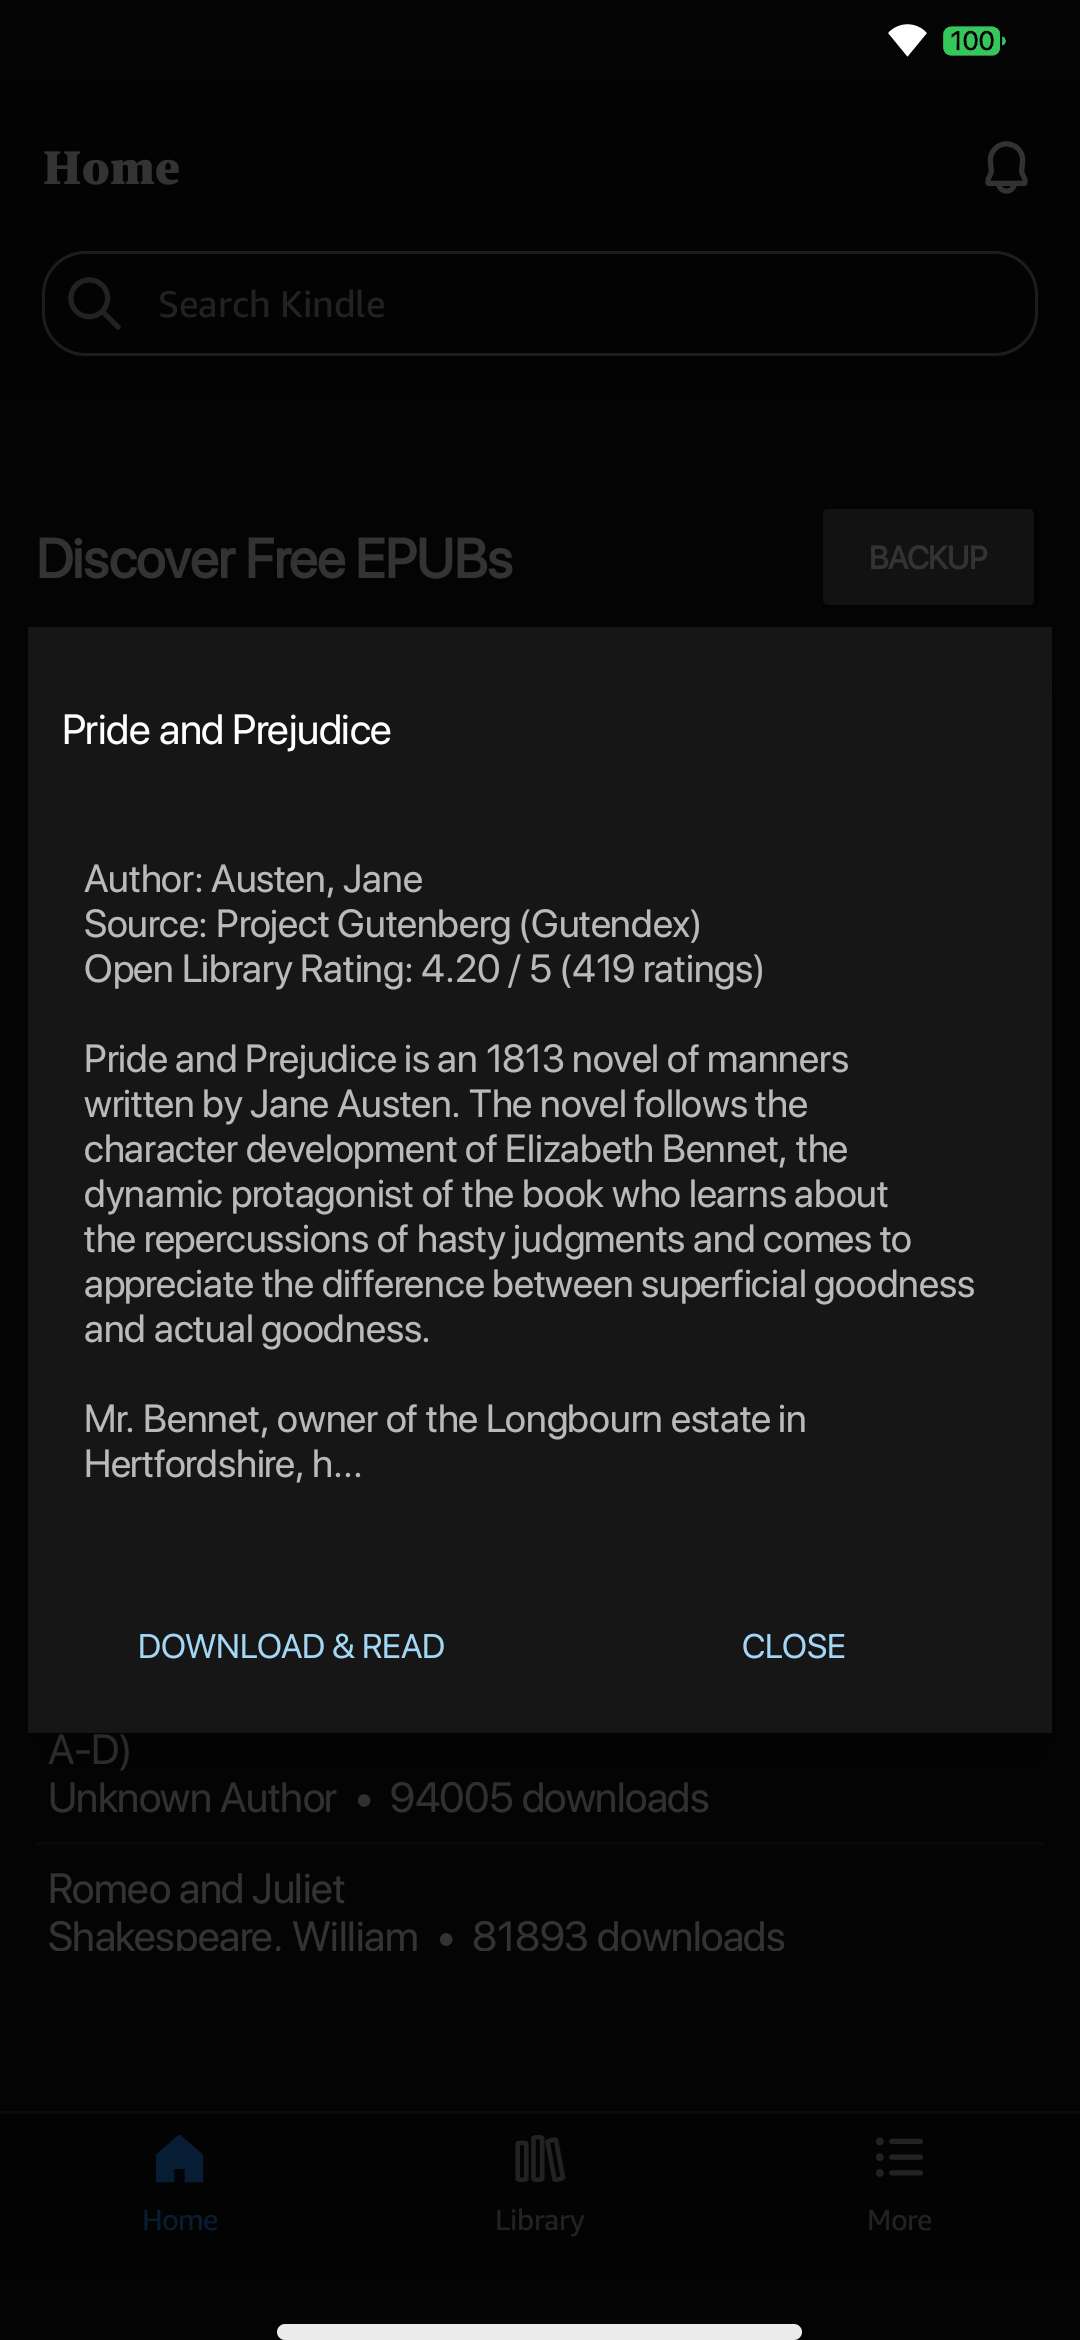 100
Home
Search Kindle
Discover Free EPUBs
BACKUP
Pride and Prejudice
Author: Austen, Jane
Source: Project Gutenberg (Gutendex)
Open Library Rating: 4.20 / 5 (419 ratings)
Pride and Prejudice is an 1813 novel of manners
written by Jane Austen. The novel follows the
character development of Elizabeth Bennet, the
dynamic protagonist of the book who learns about
the repercussions of hasty judgments and comes to
appreciate the difference between superficial goodness
and actual goodness.
Mr. Bennet, owner of the Longbourn estate in
Hertfordshire, h...
DOWNLOAD & READ
CLOSE
A-D)
Unknown Author • 94005 downloads
Romeo and Juliet
Shakespeare, William • 81893 downloads
Home
Library
More